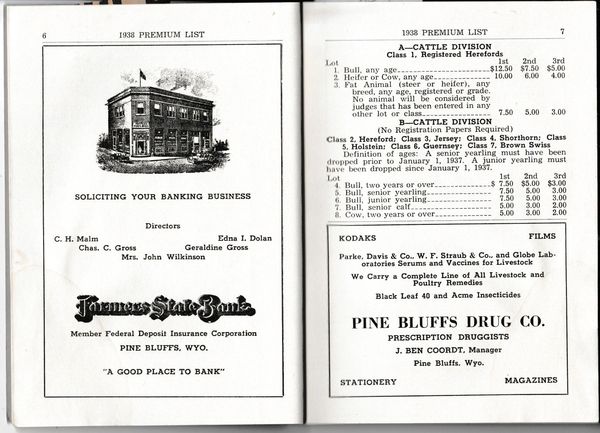 6 1938 PREMIUM LIST
SOLICITING YOUR BANKING BUSINESS
Directors
C. H. Malm Edna I. Dolan
Chas. C. Gross Geraldine Gross
Mrs. John Wilkinson
Farmers State Bank
Member Federal Deposit Insurance Corporation
PINE BLUFFS, WYO.
"A GOOD PLACE TO BANK"
1938 PREMIUM LIST 7
A—CATTLE DIVISION
Class 1, Registered Herefords
Lot 1st 2nd 3rd
1. Bull, any age $12.50 $7.50 $5.00
2. Heifer or Cow, any age 10.00 6.00 4.00
3. Fat Animal (steer or heifer), any
breed, any age, registered or grade.
No animal will be considered by
judges that has been entered in any
other lot or class 7.50 5.00 3.00
B—CATTLE DIVISION
(No Registration Papers Required)
Class 2, Hereford; Class 3, Jersey; Class 4, Shorthorn; Class
5, Holstein; Class 6, Guernsey; Class 7, Brown Swiss
Definition of ages: A senior yearling must have been
dropped prior to January 1, 1937. A junior yearling must
have been dropped since January 1, 1937.
Lot 1st 2nd 3rd
4. Bull, two years or over $ 7.50 $5.00 $3.00
5. Bull, senior yearling 7.50 5.00 3.00
6. Bull, junior yearling 7.50 5.00 3.00
7. Bull, senior calf 5.00 3.00 2.00
8. Cow, two years or over 5.00 3.00 2.00
KODAKS FILMS
Parke, Davis & Co., W. F. Straub & Co., and Globe Lab-
oratories Serums and Vaccines for Livestock
We Carry a Complete Line of All Livestock and
Poultry Remedies
Black Leaf 40 and Acme Insecticides
PINE BLUFFS DRUG CO.
PRESCRIPTION DRUGGISTS
J. BEN COORDT, Manager
Pine Bluffs, Wyo.
STATIONERY MAGAZINES